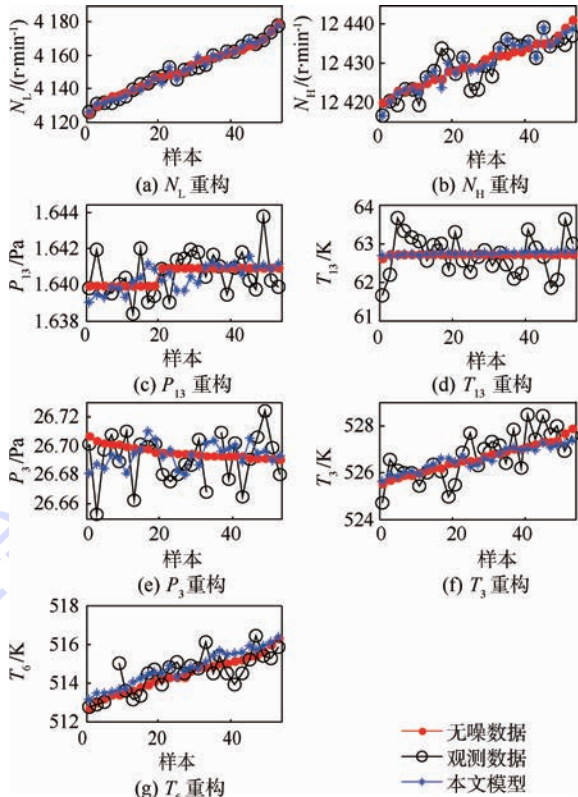 4 180
4 160
4 140
4 120
N_L/(r·min⁻¹)
0 20 40
样本
(a) N_L 重构
12 440
12 430
12 420
N_H/(r·min⁻¹)
0 20 40
样本
(b) N_H 重构
1.644
1.642
1.640
1.638
P_13/Pa
0 20 40
样本
(c) P_13 重构
64
63
62
61
T_13/K
0 20 40
样本
(d) T_13 重构
26.72
26.70
26.68
26.66
P_3/Pa
0 20 40
样本
(e) P_3 重构
528
526
524
T_3/K
0 20 40
样本
(f) T_3 重构
518
516
514
512
T_6/K
0 20 40
样本
(g) T_6 重构
无噪数据
观测数据
本文模型